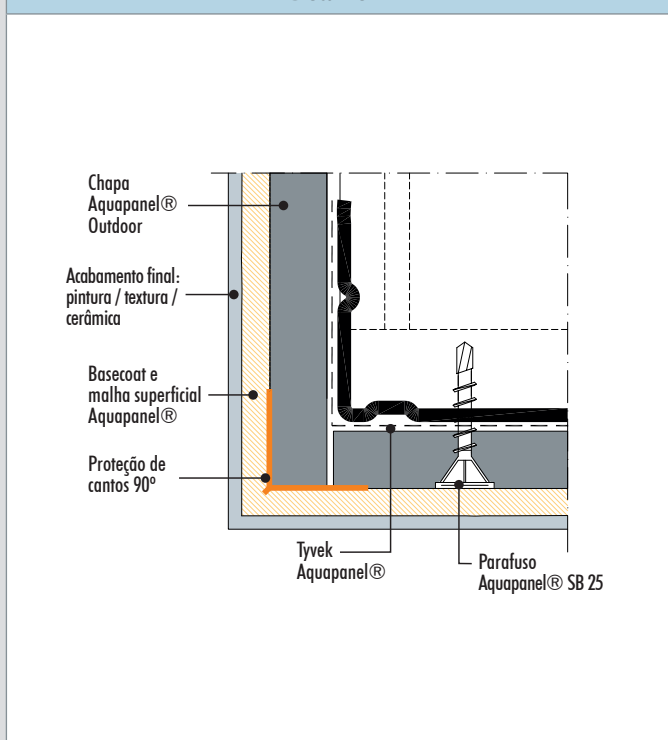 Chapa
Aquapanel®
Outdoor
Acabamento final:
pintura / textura /
cerâmica
Basecoat e
malha superficial
Aquapanel®
Proteção de
cantos 90º
Tyvek
Aquapanel®
Parafuso
Aquapanel® SB 25